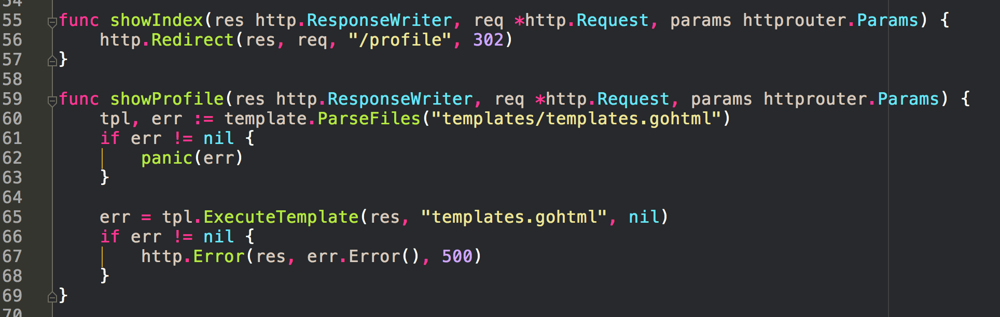 54
55 func showIndex(res http.ResponseWriter, req *http.Request, params httprouter.Params) {
56     http.Redirect(res, req, "/profile", 302)
57 }
58
59 func showProfile(res http.ResponseWriter, req *http.Request, params httprouter.Params) {
60     tpl, err := template.ParseFiles("templates/templates.gohtml")
61     if err != nil {
62         panic(err)
63     }
64
65     err = tpl.ExecuteTemplate(res, "templates.gohtml", nil)
66     if err != nil {
67         http.Error(res, err.Error(), 500)
68     }
69 }
70